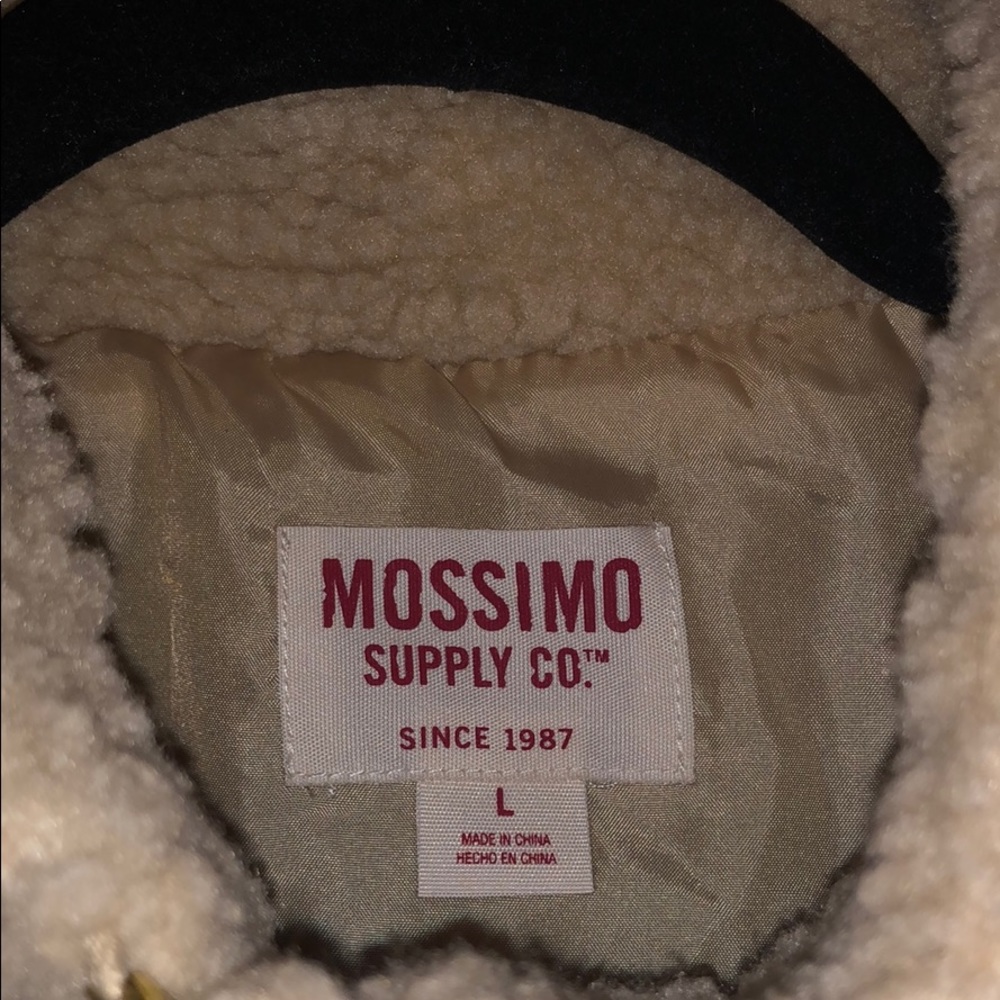 MOSSIMO
SUPPLY CO.™
SINCE 1987
L
MADE IN CHINA
HECHO EN CHINA